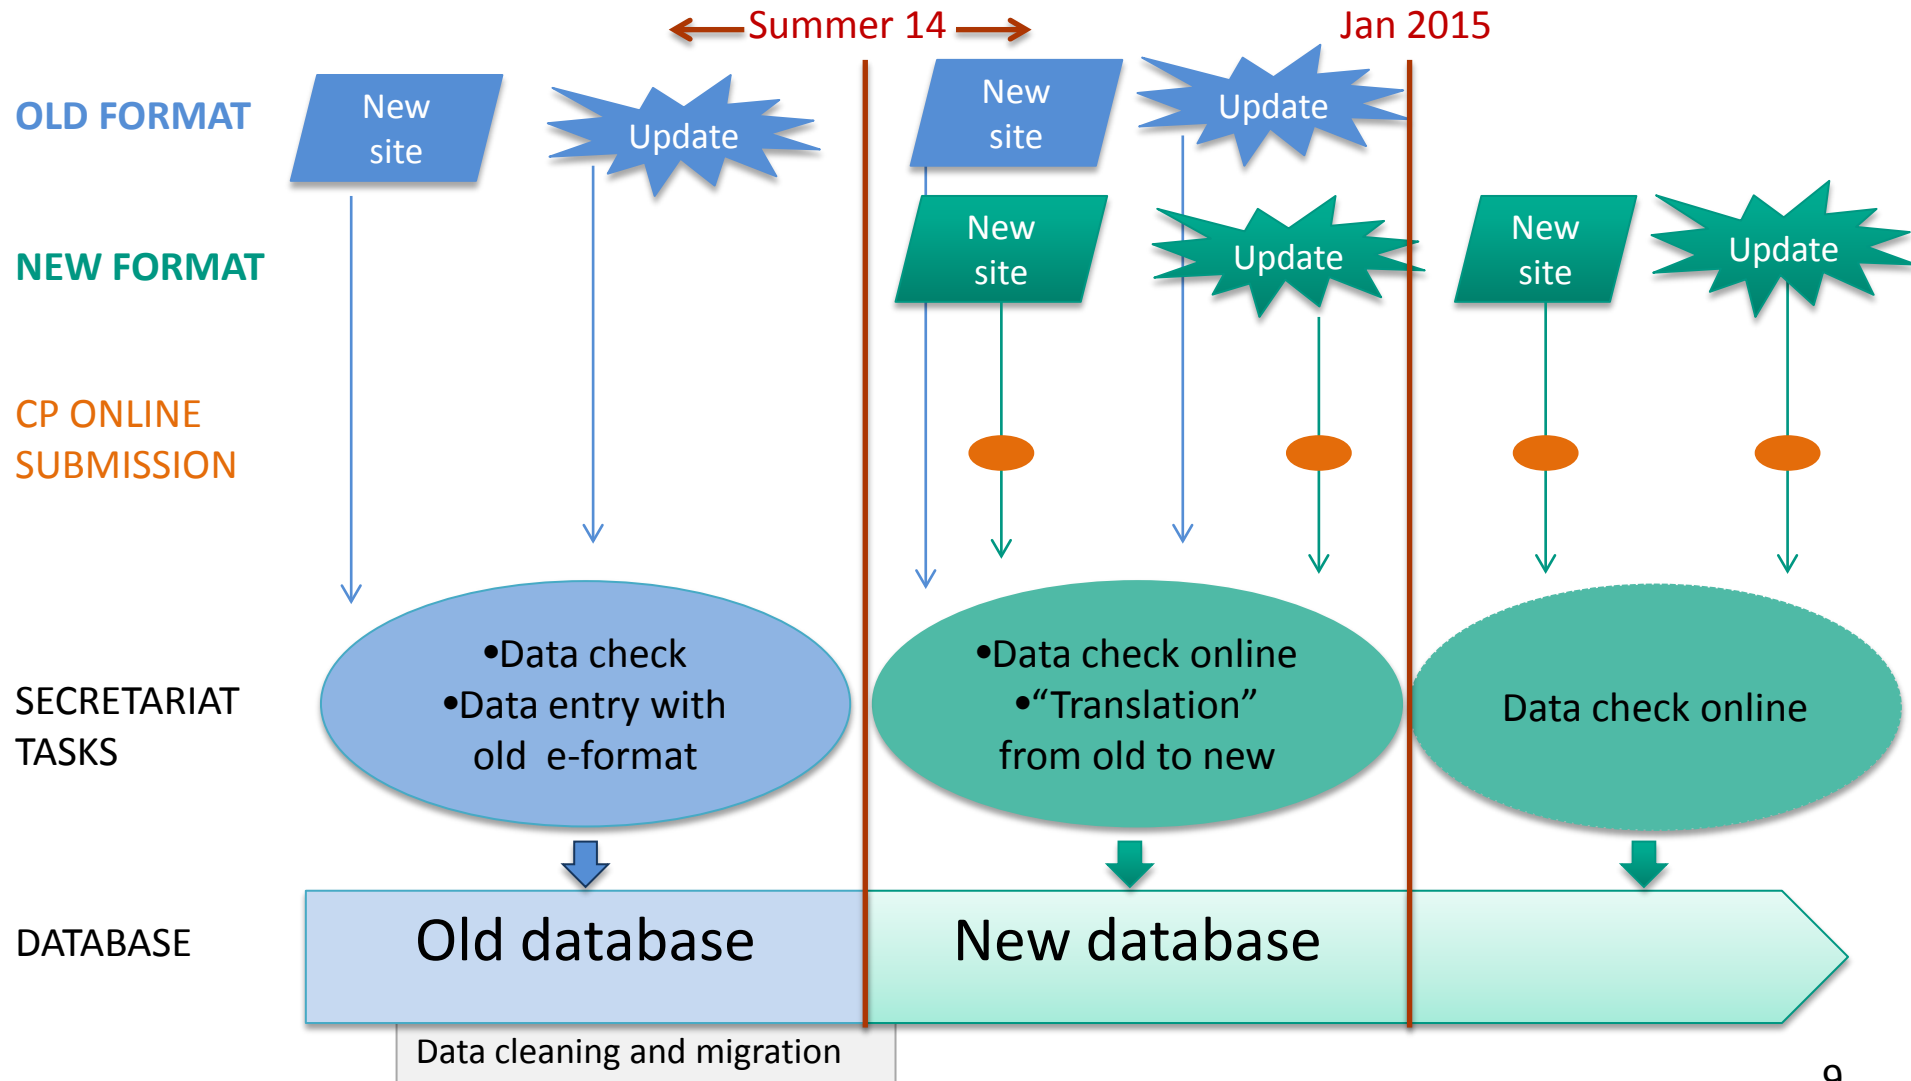 Summer 14
Jan 2015
OLD FORMAT
New
site
Update
New
site
Update
NEW FORMAT
New
site
Update
New
site
Update
CP ONLINE
SUBMISSION
SECRETARIAT
TASKS
•Data check
•Data entry with
old e-format
•Data check online
•“Translation”
from old to new
Data check online
DATABASE
Old database
New database
Data cleaning and migration
9